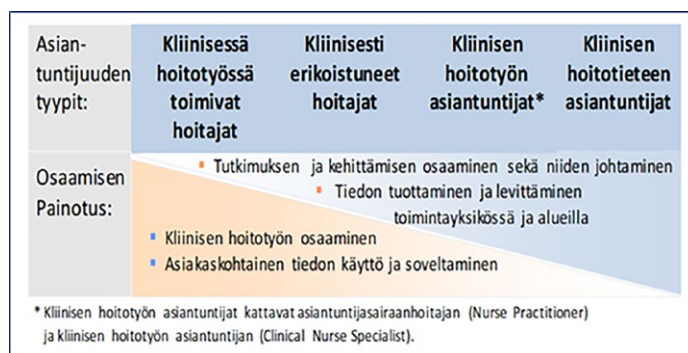 Asian-
tuntijuuden
tyypit:
Kliinisessä
hoitotyössä
toimivat
hoitajat
Kliinisesti
erikoistuneet
hoitajat
Kliinisen
hoitotyön
asiantuntijat*
Kliinisen
hoitotieteen
asiantuntijat
Osaamisen
Painotus:
▪ Tutkimuksen ja kehittämisen osaaminen sekä niiden johtaminen
▪ Tiedon tuottaminen ja levittäminen
toimintayksikössä ja alueilla
▪ Kliinisen hoitotyön osaaminen
▪ Asiakaskohtainen tiedon käyttö ja soveltaminen
* Kliinisen hoitotyön asiantuntijat kattavat asiantuntijasairaanhoitajan (Nurse Practitioner)
ja kliinisen hoitotyön asiantuntijan (Clinical Nurse Specialist).